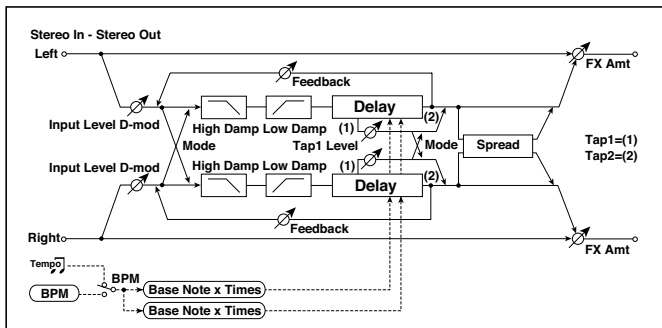 Stereo In - Stereo Out
Left
FX Amt
Feedback
Input Level D-mod
High Damp Low Damp
Delay
(2)
(1)
Mode
Tap1 Level
Mode
Spread
Tap1=(1)
Tap2=(2)
Input Level D-mod
High Damp Low Damp
(1)
Delay
(2)
Feedback
Right
FX Amt
Tempo
BPM
BPM
Base Note x Times
Base Note x Times